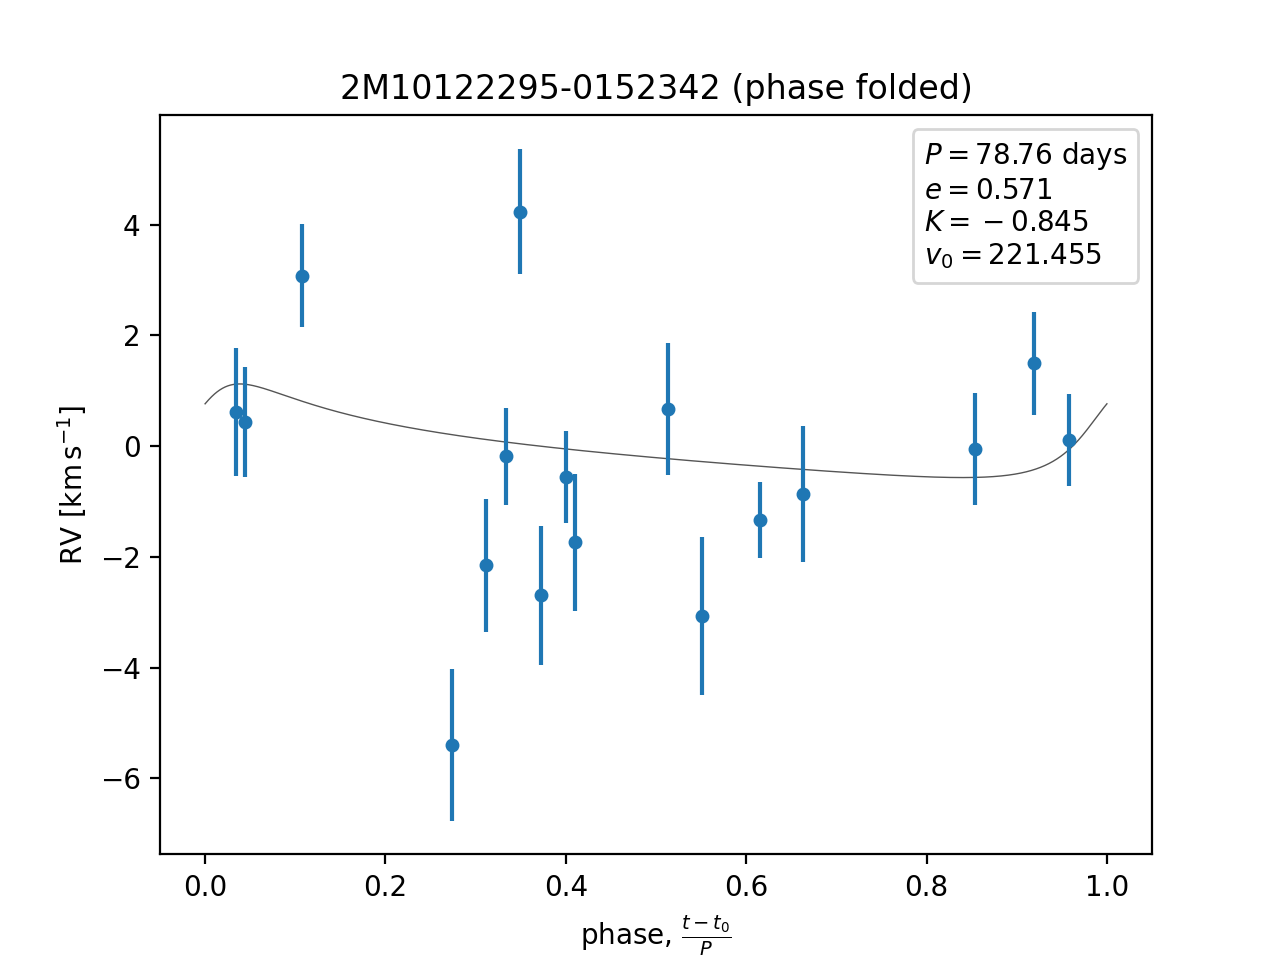 2M10122295-0152342 (phase folded)
P = 78.76 days
e = 0.571
K = −0.845
v₀ = 221.455
4
2
0
−2
−4
−6
RV [km s⁻¹]
0.0 0.2 0.4 0.6 0.8 1.0
phase, (t − t₀)/P